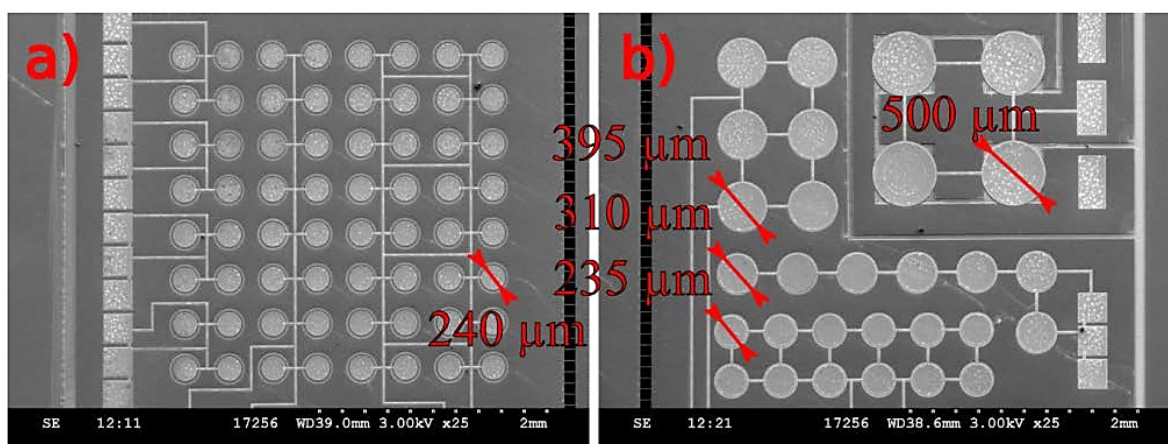 a)
240 µm
SE 12:11 17256 WD39.0mm 3.00kV x25 2mm
b)
500 µm
395 µm
310 µm
235 µm
SE 12:21 17256 WD38.6mm 3.00kV x25 2mm